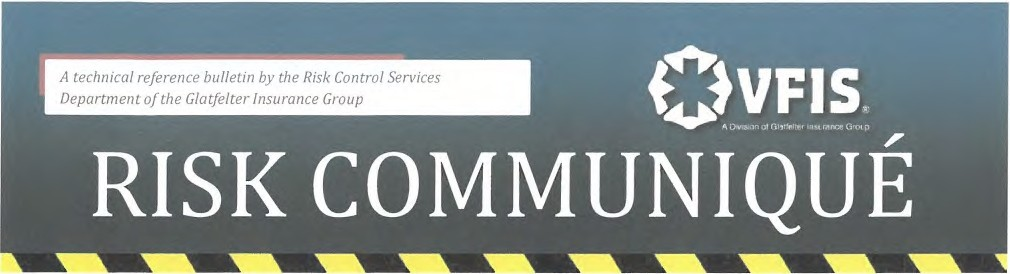 A technical reference bulletin by the Risk Control Services
Department of the Glatfelter Insurance Group
VFIS®
A Division of Glatfelter Insurance Group
RISK COMMUNIQUÉ